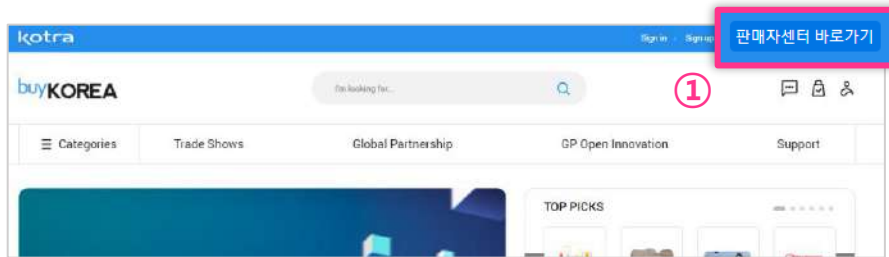 kotra
Sign in Sign up
판매자센터 바로가기
buyKOREA
I'm looking for...
①
Categories Trade Shows Global Partnership GP Open Innovation Support
TOP PICKS